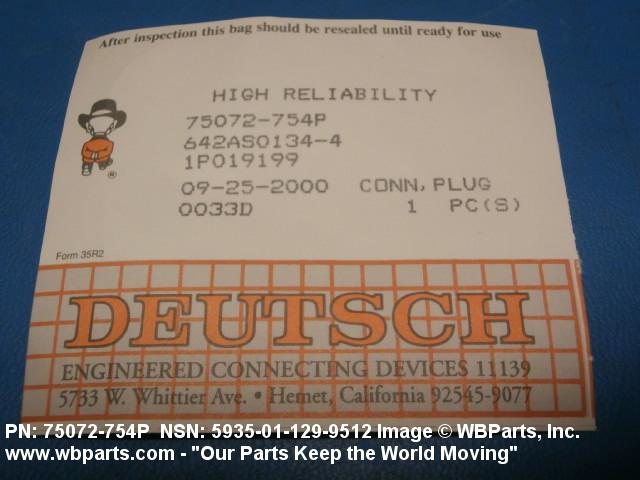 After inspection this bag should be resealed until ready for use
HIGH RELIABILITY
75072-754P
642AS0134-4
1P019199
09-25-2000 CONN, PLUG
0033D 1 PC(S)
®
Form 35R2
DEUTSCH
ENGINEERED CONNECTING DEVICES 11139
5733 W. Whittier Ave. • Hemet, California 92545-9077
PN: 75072-754P NSN: 5935-01-129-9512 Image © WBParts, Inc.
www.wbparts.com - "Our Parts Keep the World Moving"